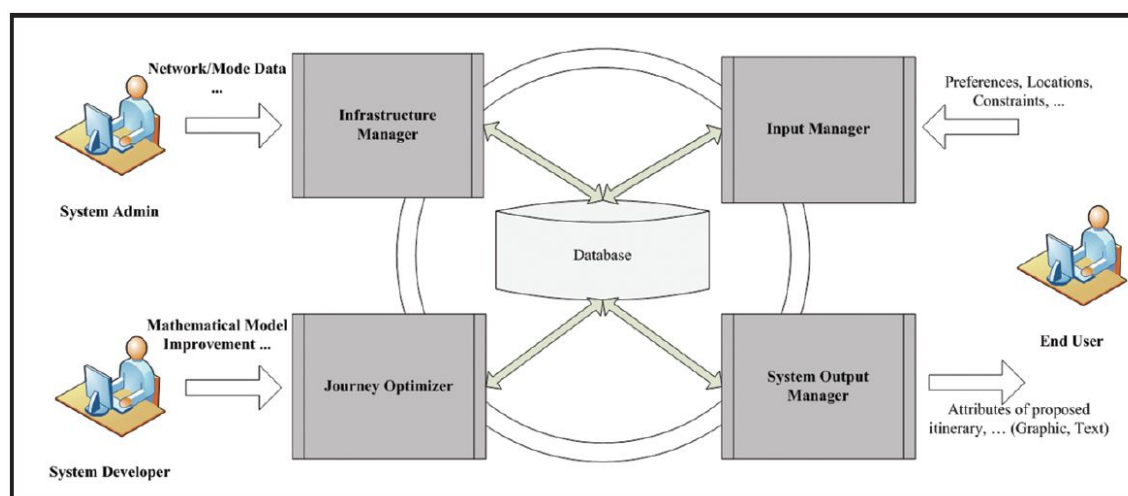 Network/Mode Data
...
System Admin
Infrastructure
Manager
Input Manager
Preferences, Locations,
Constraints, ...
Database
Mathematical Model
Improvement ...
System Developer
Journey Optimizer
System Output
Manager
End User
Attributes of proposed
itinerary, ... (Graphic, Text)